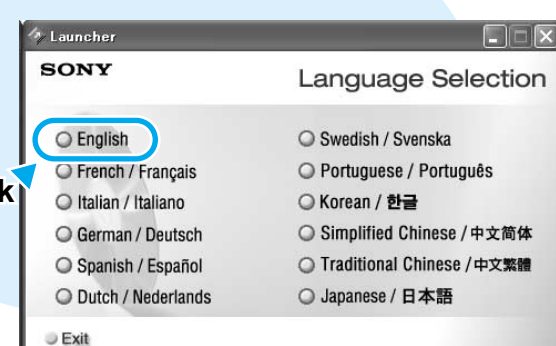 Launcher
SONY
Language Selection
English
French / Français
Italian / Italiano
German / Deutsch
Spanish / Español
Dutch / Nederlands
Swedish / Svenska
Portuguese / Português
Korean / 한글
Simplified Chinese / 中文简体
Traditional Chinese / 中文繁體
Japanese / 日本語
Exit